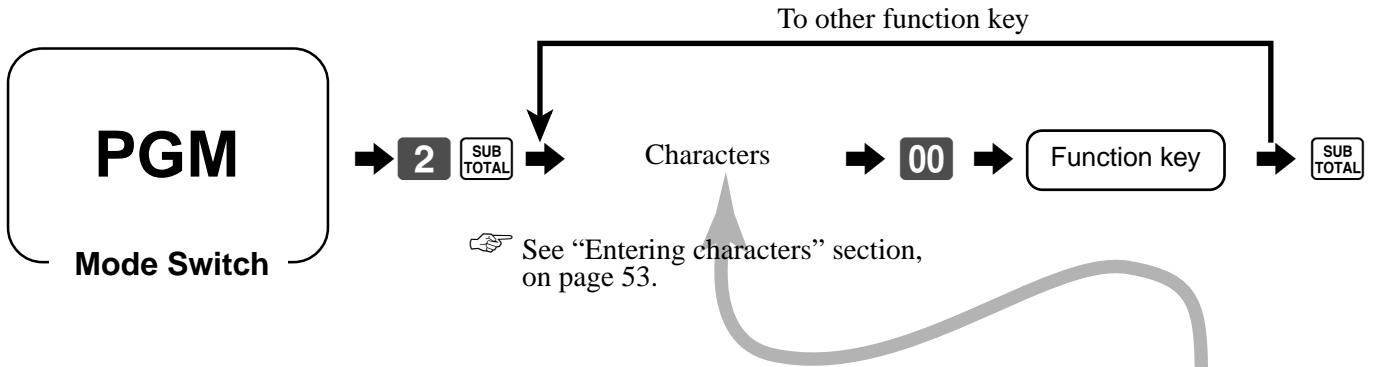 To other function key
PGM
Mode Switch
2 SUB TOTAL Characters 00 Function key SUB TOTAL
See “Entering characters” section,
on page 53.